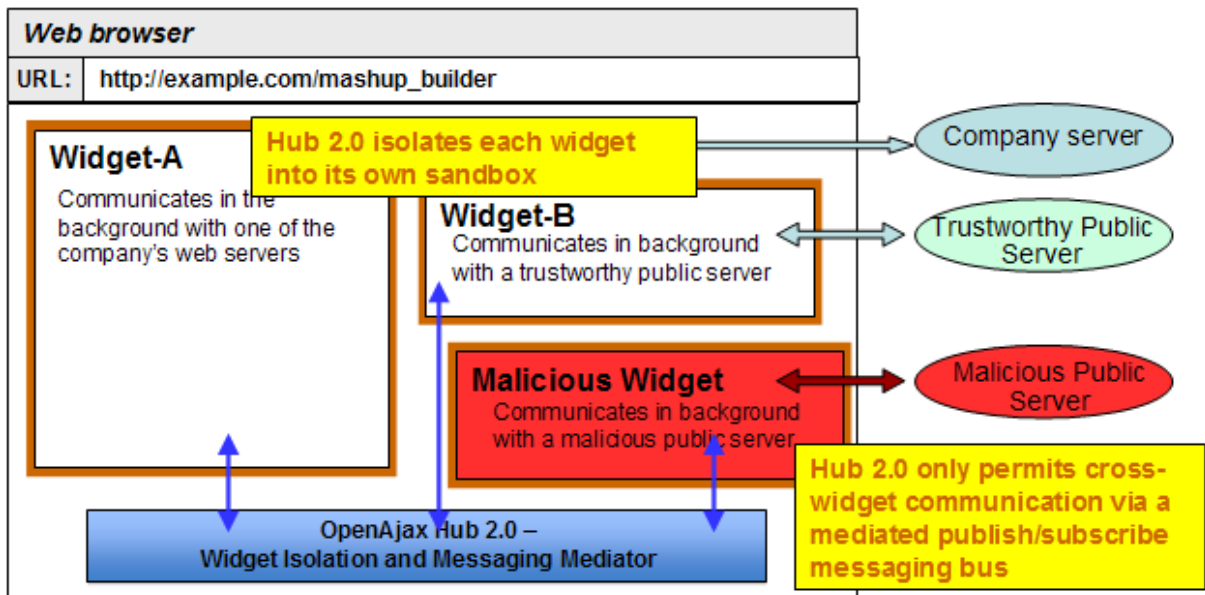 Web browser
URL: http://example.com/mashup_builder
Hub 2.0 isolates each widget
into its own sandbox
Widget-A
Communicates in the
background with one of the
company's web servers
Widget-B
Communicates in background
with a trustworthy public server
Malicious Widget
Communicates in background
with a malicious public server
Company server
Trustworthy Public
Server
Malicious Public
Server
Hub 2.0 only permits cross-
widget communication via a
mediated publish/subscribe
messaging bus
OpenAjax Hub 2.0 –
Widget Isolation and Messaging Mediator